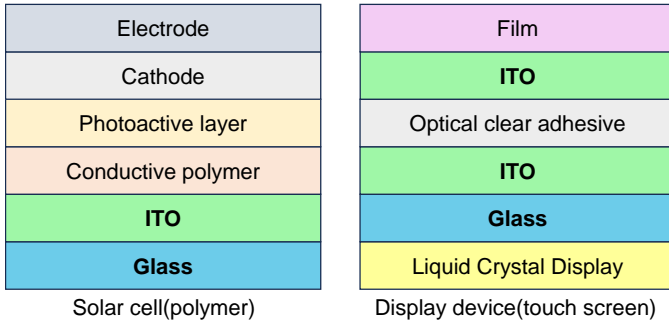 Electrode
Cathode
Photoactive layer
Conductive polymer
ITO
Glass
Solar cell(polymer)
Film
ITO
Optical clear adhesive
ITO
Glass
Liquid Crystal Display
Display device(touch screen)